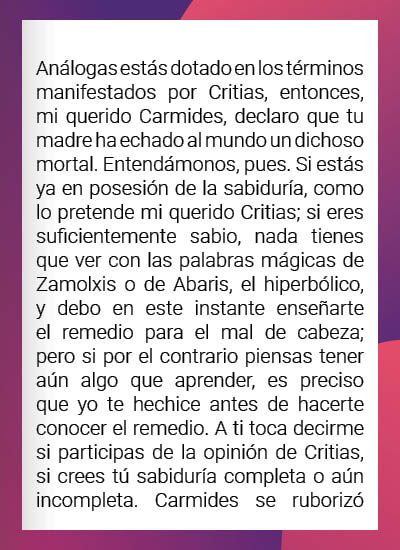 Análogas estás dotado en los términos
manifestados por Critias, entonces,
mi querido Carmides, declaro que tu
madre ha echado al mundo un dichoso
mortal. Entendámonos, pues. Si estás
ya en posesión de la sabiduría, como
lo pretende mi querido Critias; si eres
suficientemente sabio, nada tienes
que ver con las palabras mágicas de
Zamolxis o de Abaris, el hiperbólico,
y debo en este instante enseñarte
el remedio para el mal de cabeza;
pero si por el contrario piensas tener
aún algo que aprender, es preciso
que yo te hechice antes de hacerte
conocer el remedio. A ti toca decirme
si participas de la opinión de Critias,
si crees tú sabiduría completa o aún
incompleta. Carmides se ruborizó